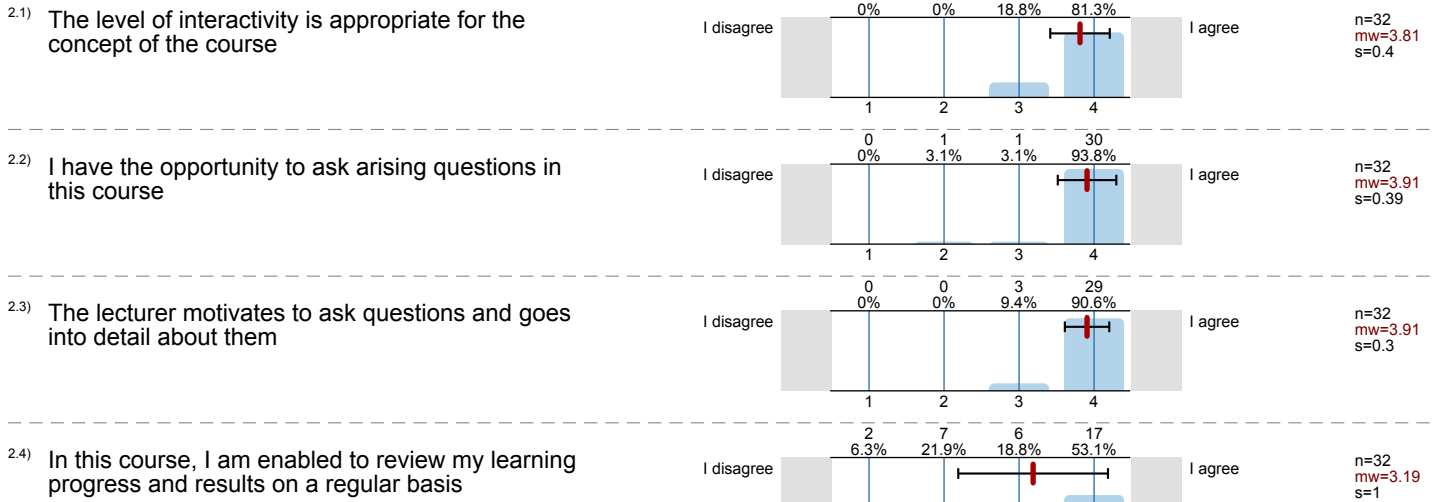 2.1) The level of interactivity is appropriate for the
concept of the course
I disagree
0% 0% 18.8% 81.3%
1 2 3 4
I agree
n=32
mw=3.81
s=0.4
2.2) I have the opportunity to ask arising questions in
this course
I disagree
0 1 1 30
0% 3.1% 3.1% 93.8%
1 2 3 4
I agree
n=32
mw=3.91
s=0.39
2.3) The lecturer motivates to ask questions and goes
into detail about them
I disagree
0 0 3 29
0% 0% 9.4% 90.6%
1 2 3 4
I agree
n=32
mw=3.91
s=0.3
2.4) In this course, I am enabled to review my learning
progress and results on a regular basis
I disagree
2 7 6 17
6.3% 21.9% 18.8% 53.1%
I agree
n=32
mw=3.19
s=1